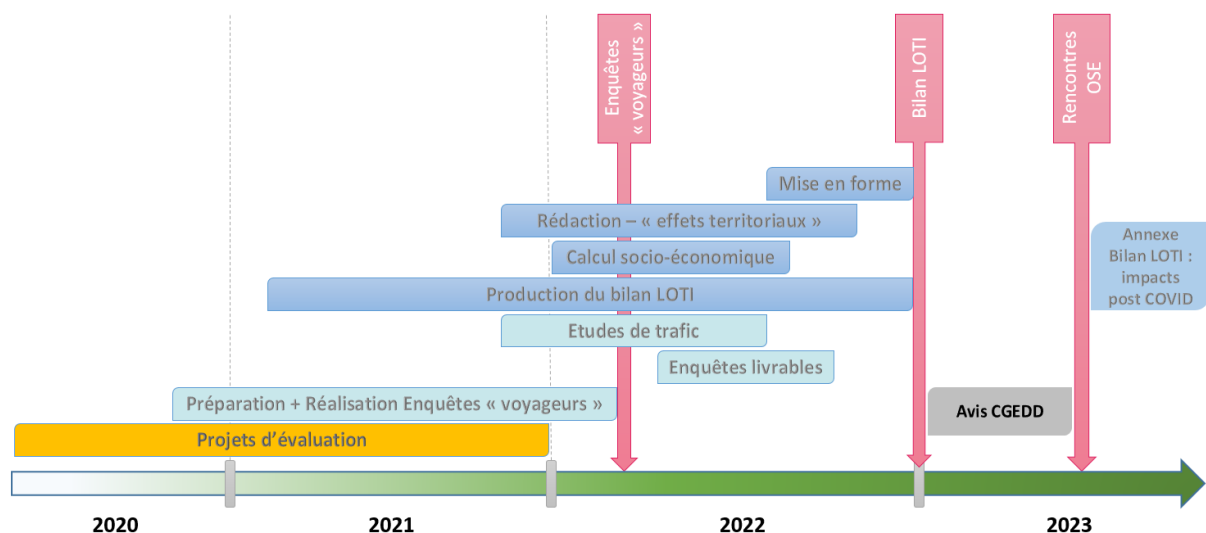 Enquêtes
« voyageurs »
Bilan LOTI
Rencontres
OSE
Mise en forme
Rédaction – « effets territoriaux »
Calcul socio-économique
Production du bilan LOTI
Annexe
Bilan LOTI :
impacts
post COVID
Etudes de trafic
Enquêtes livrables
Préparation + Réalisation Enquêtes « voyageurs »
Avis CGEDD
Projets d’évaluation
2020
2021
2022
2023